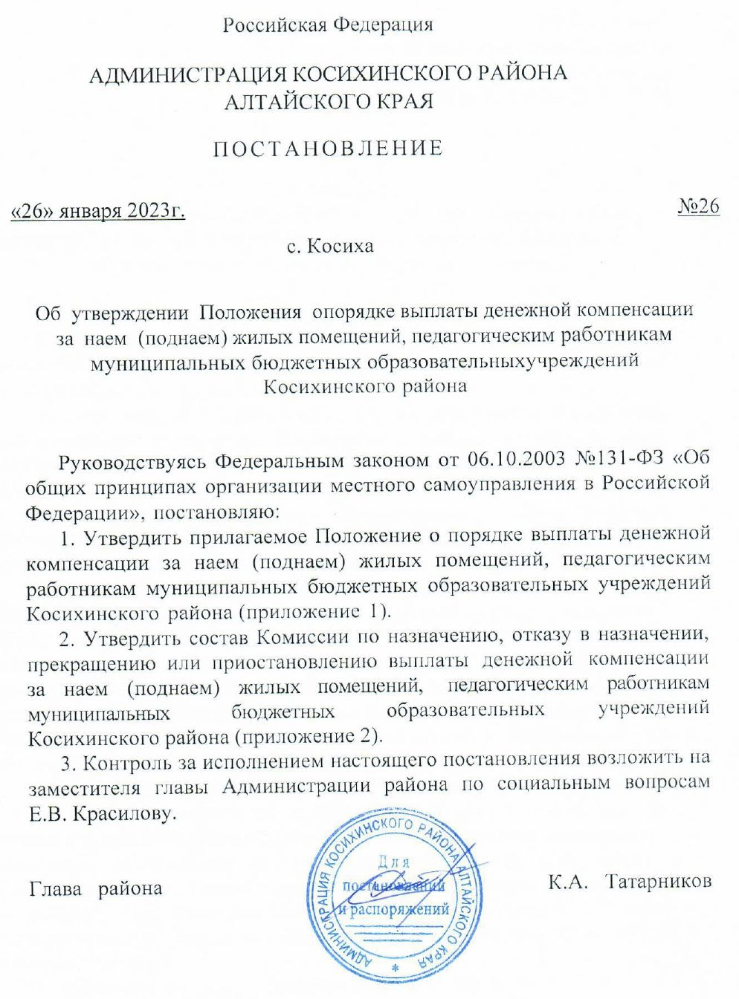 Российская Федерация
АДМИНИСТРАЦИЯ КОСИХИНСКОГО РАЙОНА
АЛТАЙСКОГО КРАЯ
ПОСТАНОВЛЕНИЕ
«26» января 2023г. №26
с. Косиха
Об утверждении Положения опорядке выплаты денежной компенсации
за наем (поднаем) жилых помещений, педагогическим работникам
муниципальных бюджетных образовательныхучреждений
Косихинского района
Руководствуясь Федеральным законом от 06.10.2003 №131-ФЗ «Об
общих принципах организации местного самоуправления в Российской
Федерации», постановляю:
1. Утвердить прилагаемое Положение о порядке выплаты денежной
компенсации за наем (поднаем) жилых помещений, педагогическим
работникам муниципальных бюджетных образовательных учреждений
Косихинского района (приложение 1).
2. Утвердить состав Комиссии по назначению, отказу в назначении,
прекращению или приостановлению выплаты денежной компенсации
за наем (поднаем) жилых помещений, педагогическим работникам
муниципальных бюджетных образовательных учреждений
Косихинского района (приложение 2).
3. Контроль за исполнением настоящего постановления возложить на
заместителя главы Администрации района по социальным вопросам
Е.В. Красилову.
Глава района К.А. Татарников
АДМИНИСТРАЦИЯ КОСИХИНСКОГО РАЙОНА АЛТАЙСКОГО КРАЯ *
Для
постановлений
и распоряжений